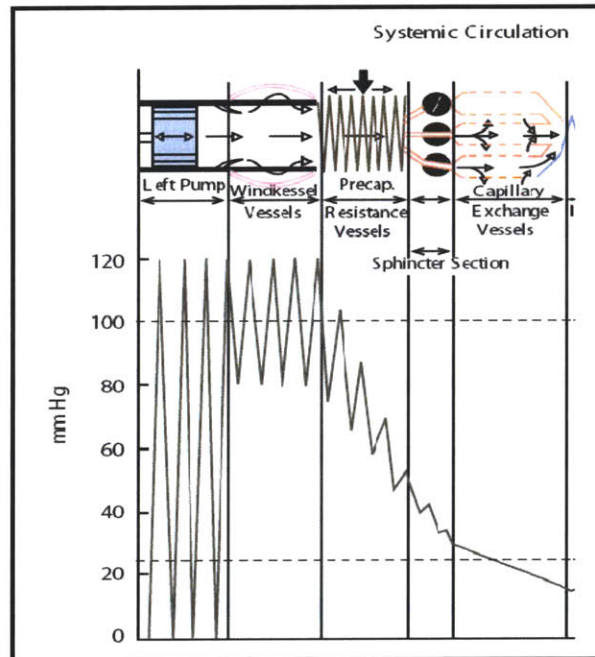 Systemic Circulation
Left Pump
Windkessel
Vessels
Precap.
Resistance
Vessels
Capillary
Exchange
Vessels
Sphincter Section
120
100
80
60
40
20
0
mm Hg